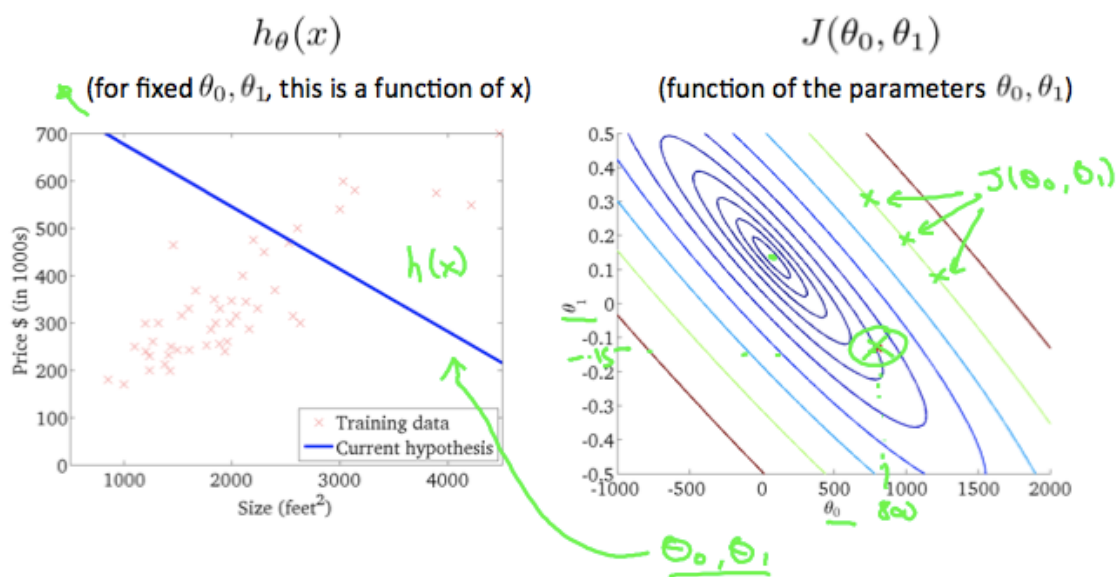 hθ(x)
(for fixed θ0, θ1, this is a function of x)
700
600
500
400
300
200
100
0
Price $ (in 1000s)
1000
2000
3000
4000
Size (feet²)
Training data
Current hypothesis
h(x)
θ0, θ1
J(θ0, θ1)
(function of the parameters θ0, θ1)
0.5
0.4
0.3
0.2
0.1
0
-0.1
-0.2
-0.3
-0.4
-0.5
θ1
-.15
-1000
-500
0
500
1000
1500
2000
θ0
800
J(θ0, θ1)